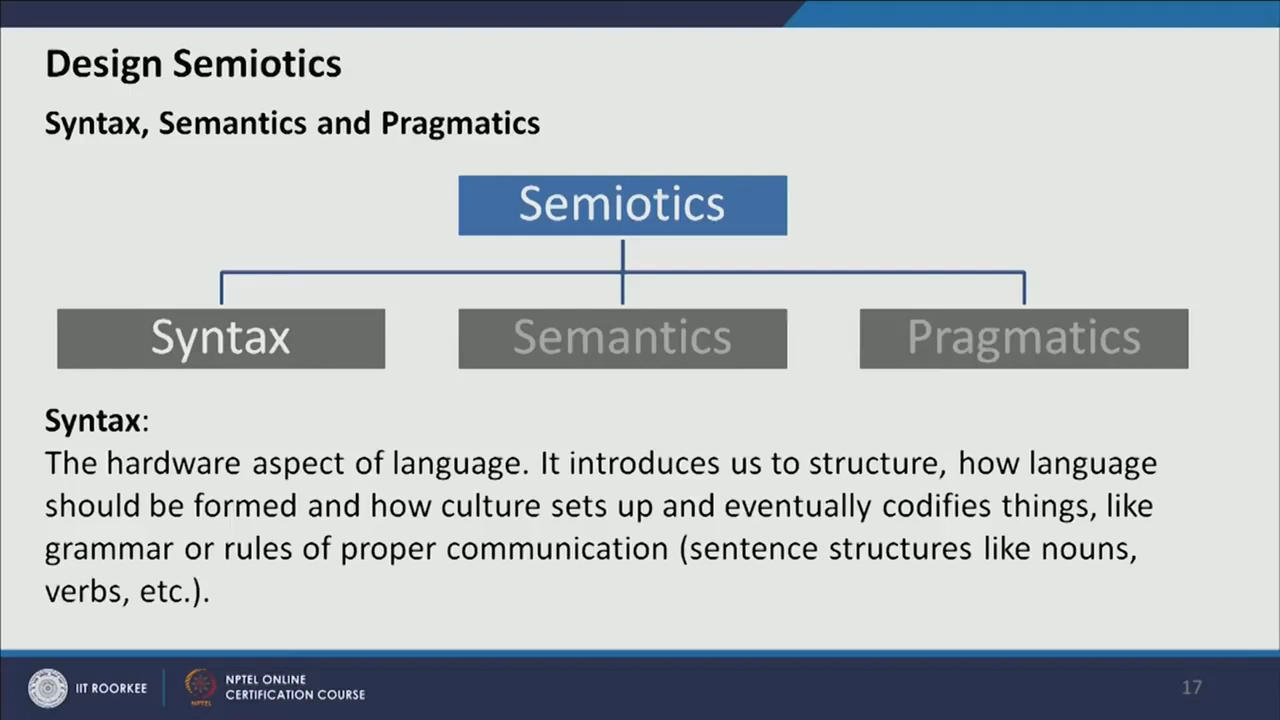 Design Semiotics
Syntax, Semantics and Pragmatics
Semiotics
Syntax
Semantics
Pragmatics
Syntax:
The hardware aspect of language. It introduces us to structure, how language
should be formed and how culture sets up and eventually codifies things, like
grammar or rules of proper communication (sentence structures like nouns,
verbs, etc.).
IIT ROORKEE
NPTEL
NPTEL ONLINE
CERTIFICATION COURSE
17